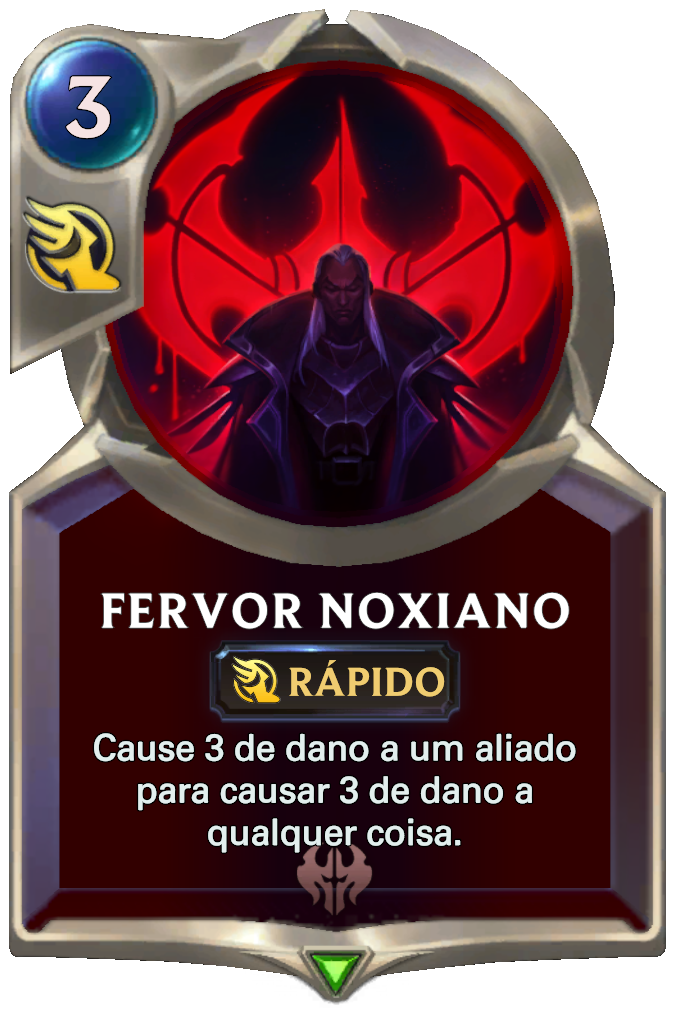 3
FERVOR NOXIANO
RÁPIDO
Cause 3 de dano a um aliado
para causar 3 de dano a
qualquer coisa.